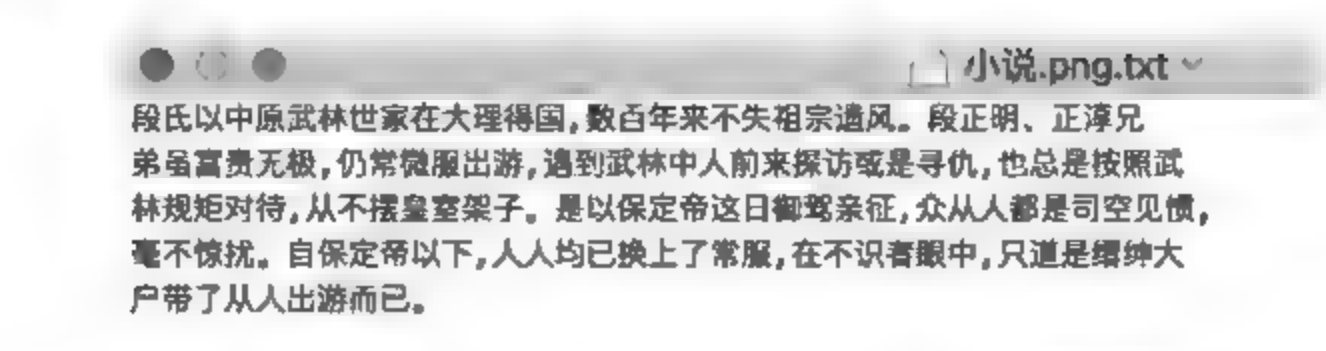 小说.png.txt
段氏以中原武林世家在大理得国,数百年来不失祖宗遗风。段正明、正淳兄
弟虽富贵无极,仍常微服出游,遇到武林中人前来探访或是寻仇,也总是按照武
林规矩对待,从不摆皇室架子。是以保定帝这日御驾亲征,众从人都是司空见惯,
毫不惊扰。自保定帝以下,人人均已换上了常服,在不识者眼中,只道是缙绅大
户带了从人出游而已。